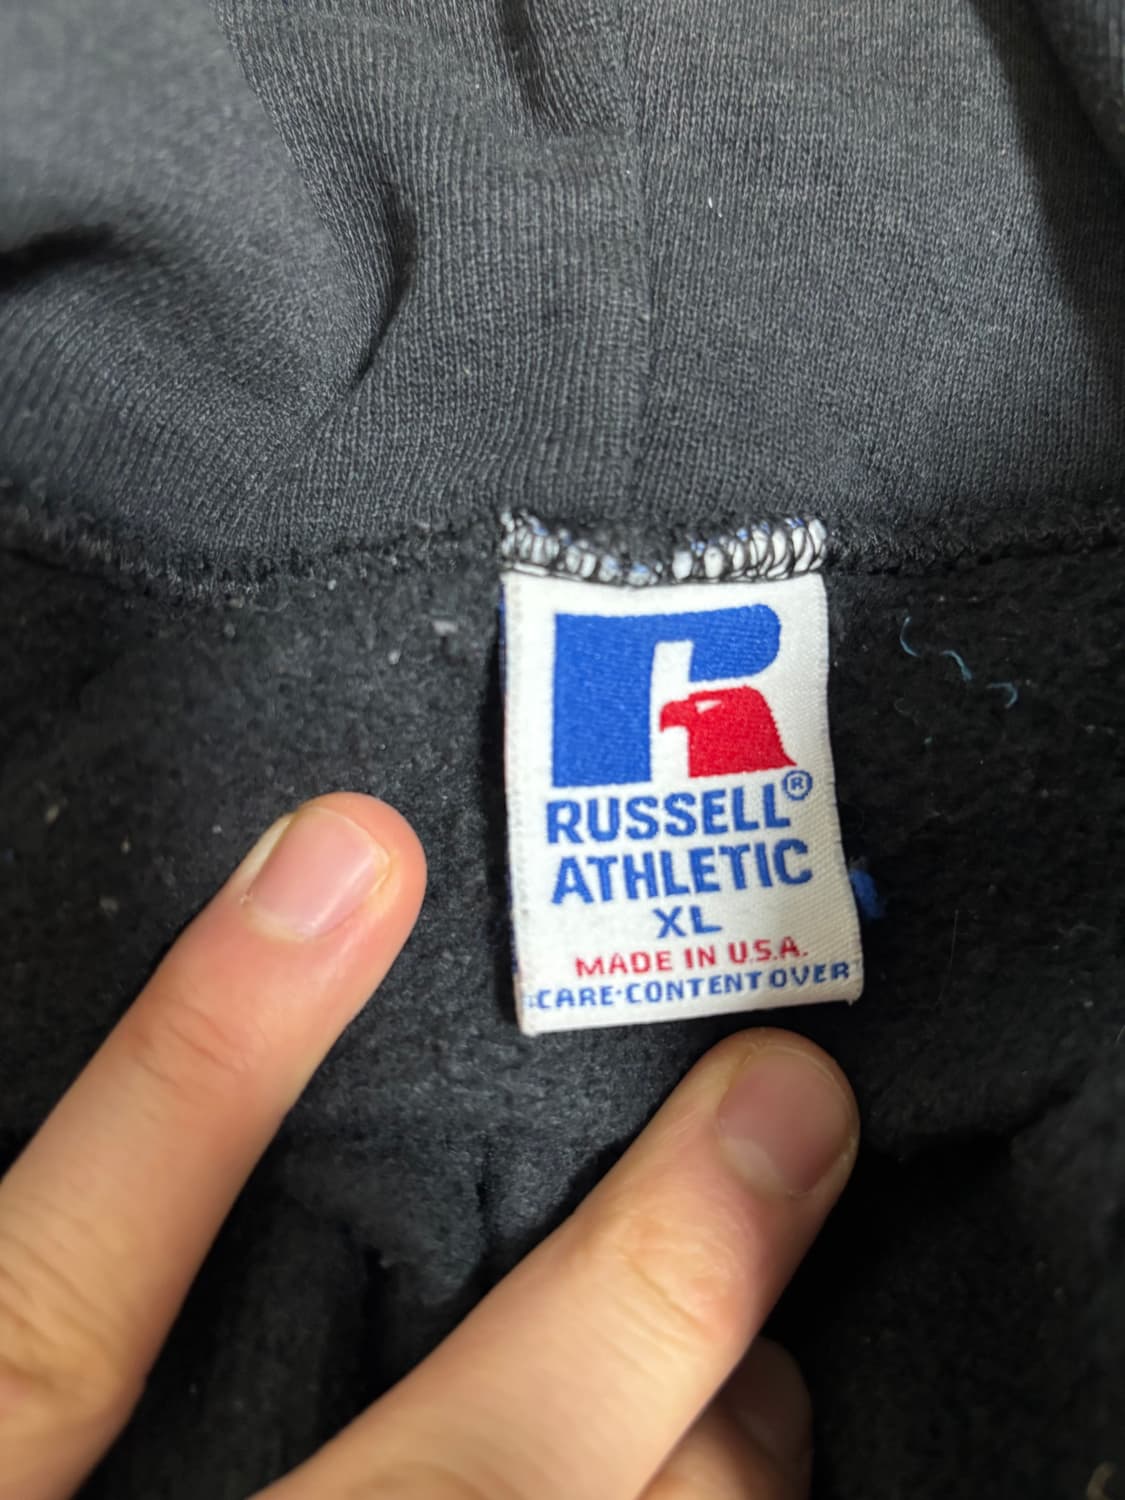 RUSSELL®
ATHLETIC
XL
MADE IN U.S.A.
CARE·CONTENT OVER